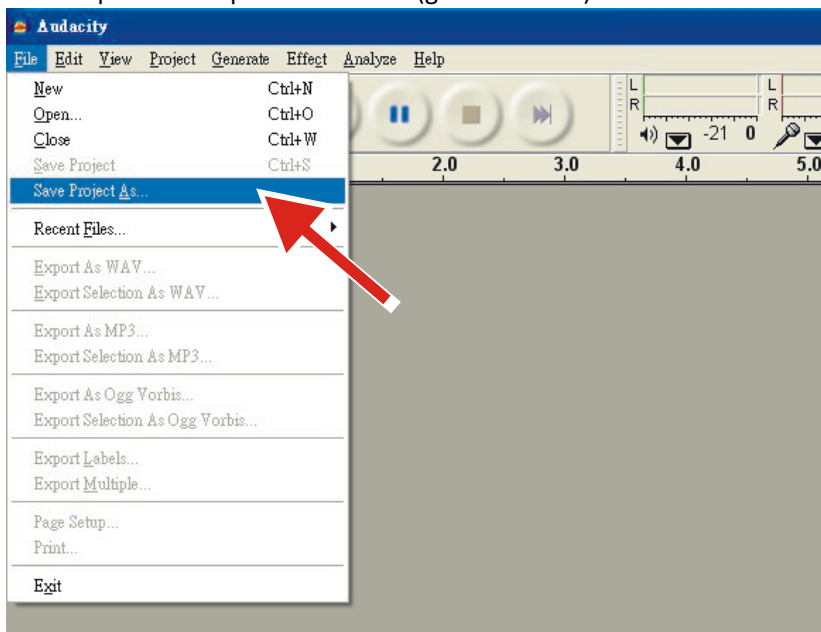 Audacity
File Edit View Project Generate Effect Analyze Help
New Ctrl+N
Open... Ctrl+O
Close Ctrl+W
Save Project Ctrl+S
Save Project As...
Recent Files...
Export As WAV...
Export Selection As WAV...
Export As MP3...
Export Selection As MP3...
Export As Ogg Vorbis...
Export Selection As Ogg Vorbis...
Export Labels...
Export Multiple...
Page Setup...
Print...
Exit
L
R
-21 0
L
R
2.0 3.0 4.0 5.0